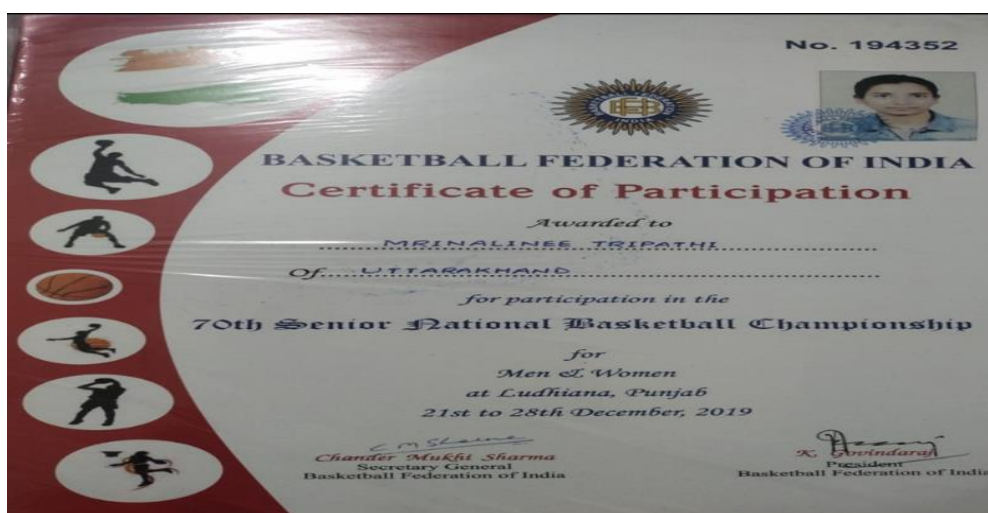 No. 194352
INDIA
BASKETBALL FEDERATION OF INDIA
Certificate of Participation
Awarded to
MRINALINEE TRIPATHI
Of UTTARAKHAND
for participation in the
70th Senior National Basketball Championship
for
Men & Women
at Ludhiana, Punjab
21st to 28th December, 2019
C M Sharma
Chander Mukhi Sharma
Secretary General
Basketball Federation of India
K. Govindaraj
President
Basketball Federation of India